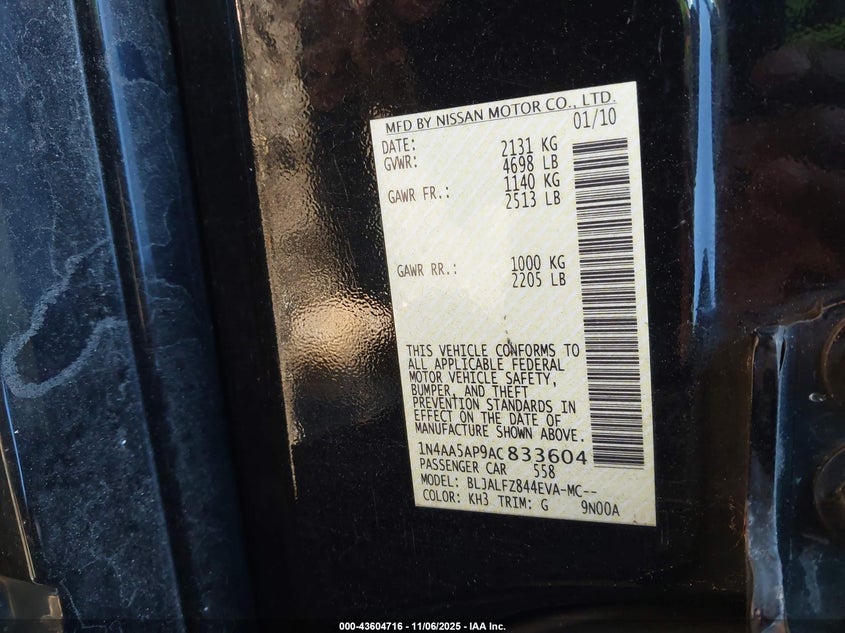 MFD BY NISSAN MOTOR CO., LTD.
DATE: 01/10
GVWR: 2131 KG
4698 LB
GAWR FR.: 1140 KG
2513 LB
GAWR RR.: 1000 KG
2205 LB
THIS VEHICLE CONFORMS TO
ALL APPLICABLE FEDERAL
MOTOR VEHICLE SAFETY,
BUMPER, AND THEFT
PREVENTION STANDARDS IN
EFFECT ON THE DATE OF
MANUFACTURE SHOWN ABOVE.
1N4AA5AP9AC833604
PASSENGER CAR 558
MODEL: BLJALFZ844EVA-MC--
COLOR: KH3 TRIM: G 9N00A
000-43604716 - 11/06/2025 - IAA Inc.